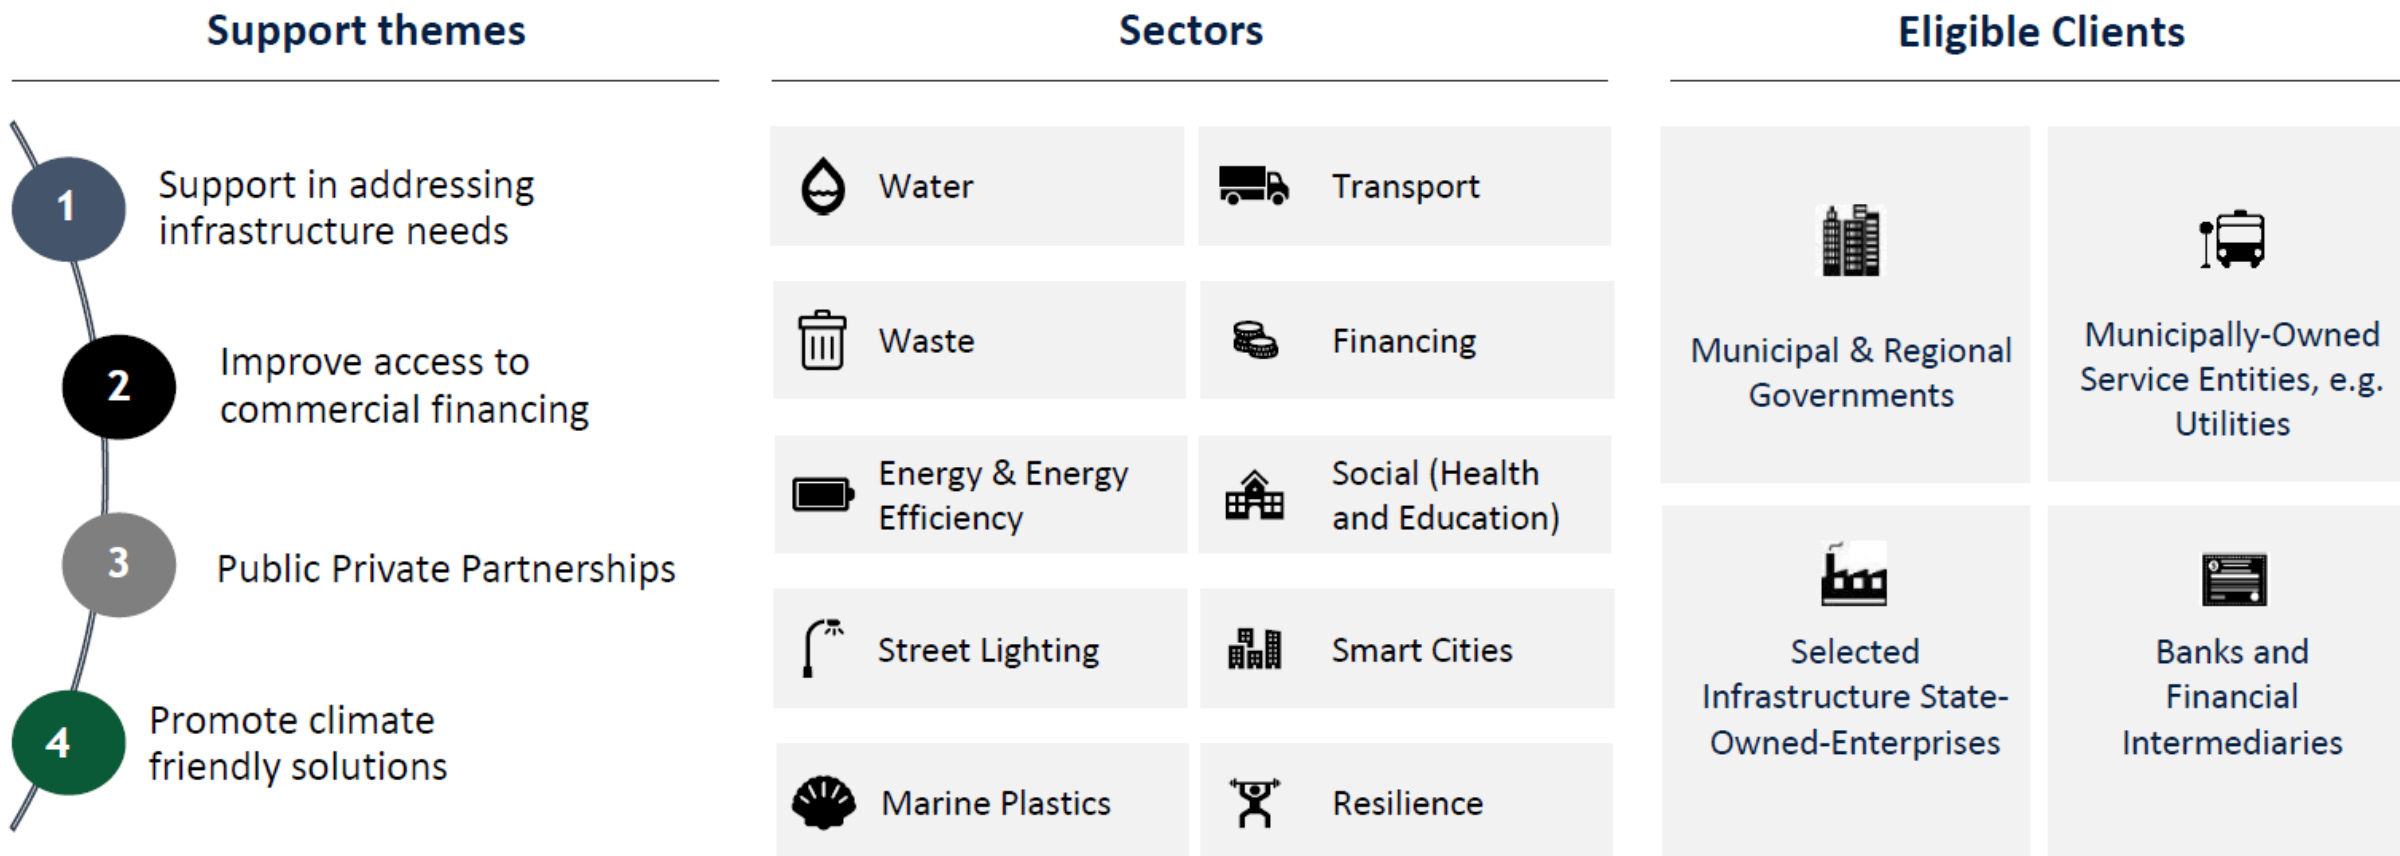 Support themes
1
Support in addressing
infrastructure needs
2
Improve access to
commercial financing
3
Public Private Partnerships
4
Promote climate
friendly solutions
Sectors
Water
Transport
Waste
Financing
Energy & Energy
Efficiency
Social (Health
and Education)
Street Lighting
Smart Cities
Marine Plastics
Resilience
Eligible Clients
Municipal & Regional
Governments
Municipally-Owned
Service Entities, e.g.
Utilities
Selected
Infrastructure State-
Owned-Enterprises
Banks and
Financial
Intermediaries